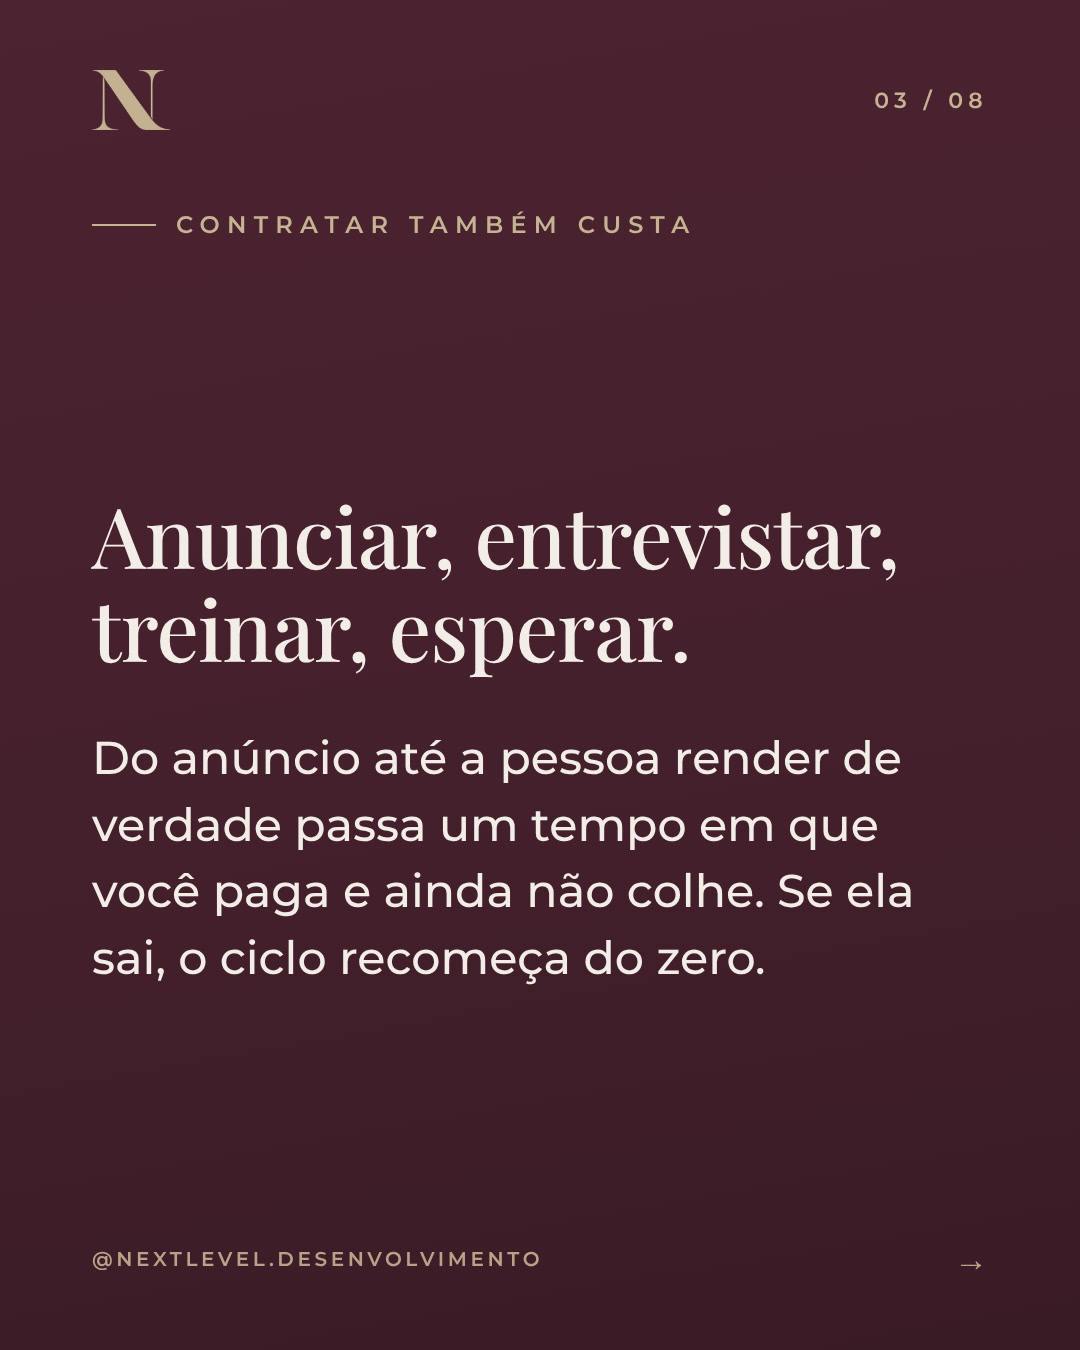 N
03 / 08
CONTRATAR TAMBÉM CUSTA
Anunciar, entrevistar,
treinar, esperar.
Do anúncio até a pessoa render de
verdade passa um tempo em que
você paga e ainda não colhe. Se ela
sai, o ciclo recomeça do zero.
@NEXTLEVEL.DESENVOLVIMENTO
→